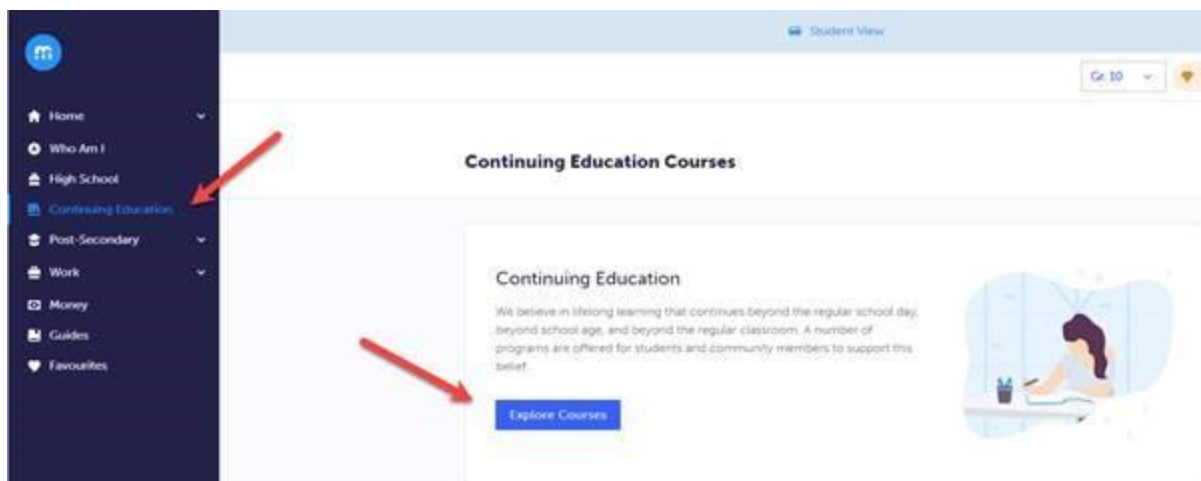 m
Student View
Gr. 10
Home
Who Am I
High School
Continuing Education
Post-Secondary
Work
Money
Guides
Favourites
Continuing Education Courses
Continuing Education
We believe in lifelong learning that continues beyond the regular school day,
beyond school age, and beyond the regular classroom. A number of
programs are offered for students and community members to support this
belief.
Explore Courses